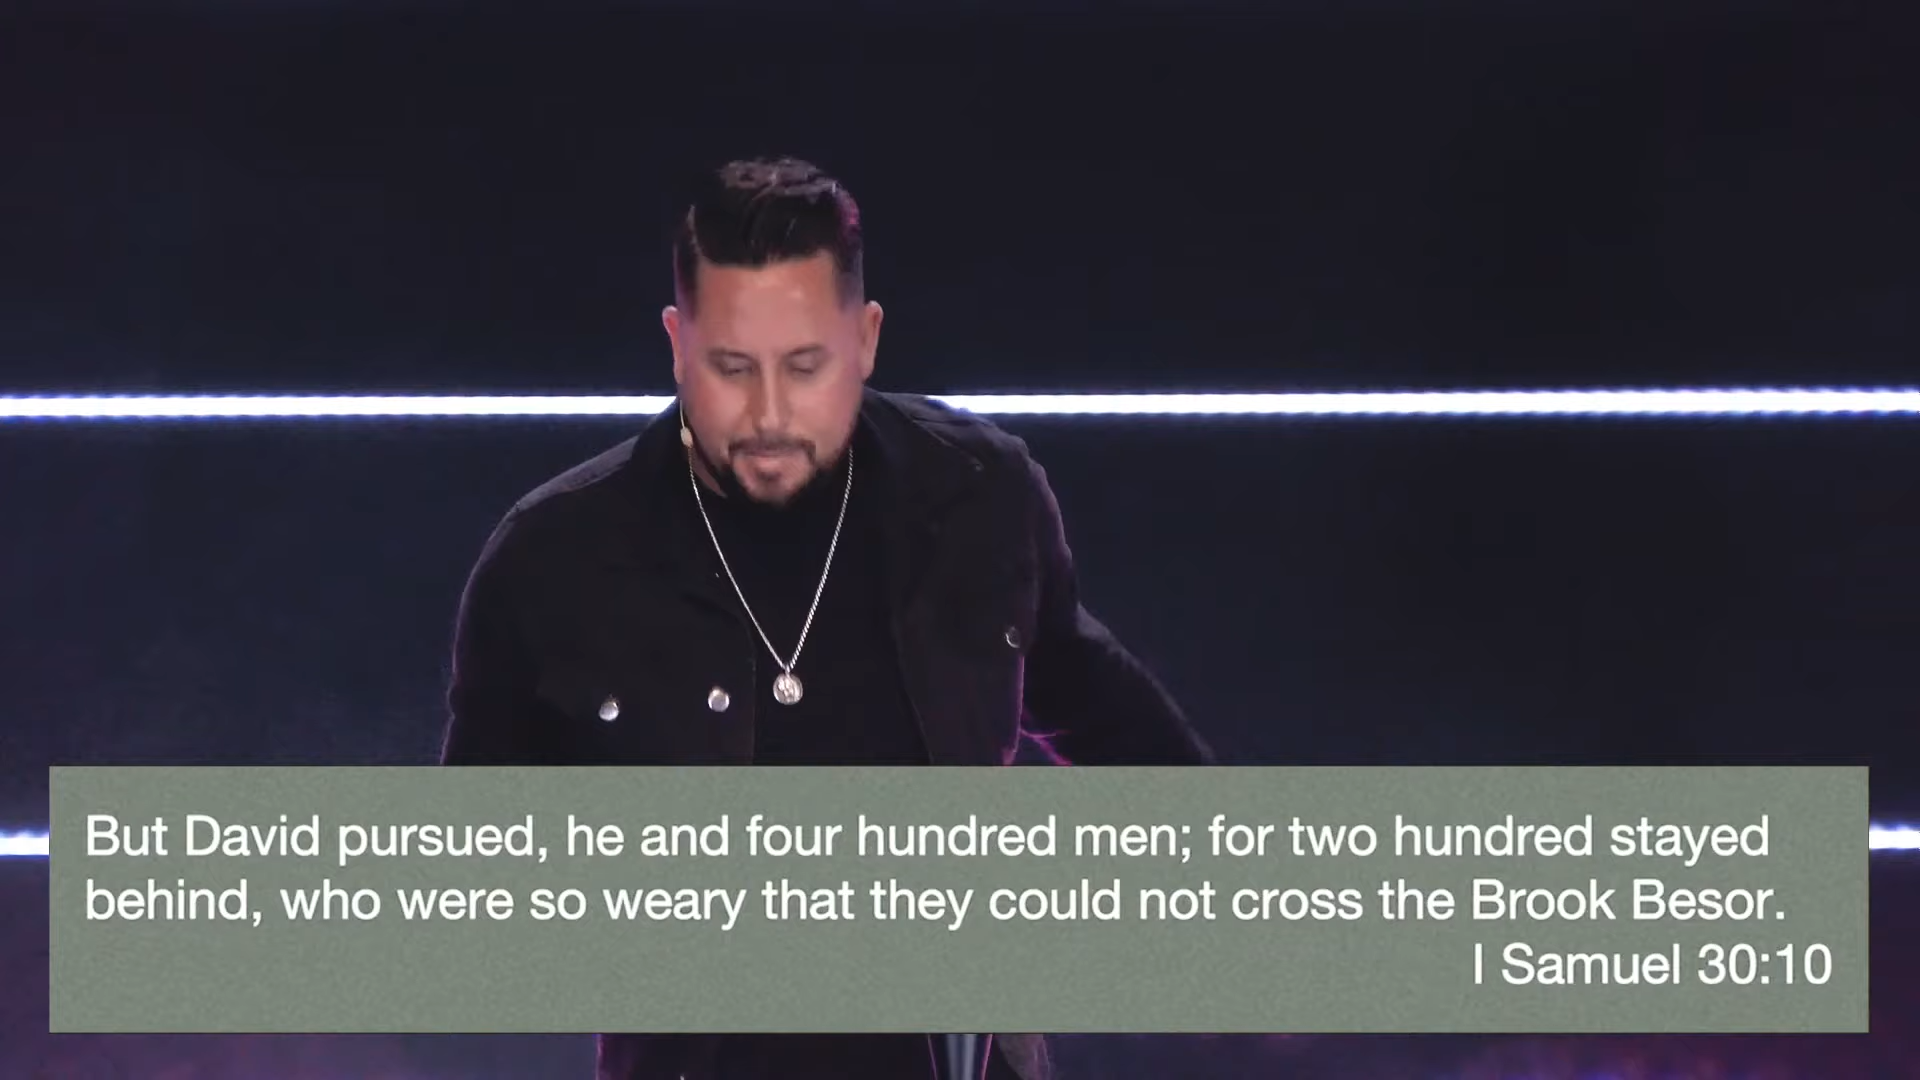 But David pursued, he and four hundred men; for two hundred stayed
behind, who were so weary that they could not cross the Brook Besor.
I Samuel 30:10